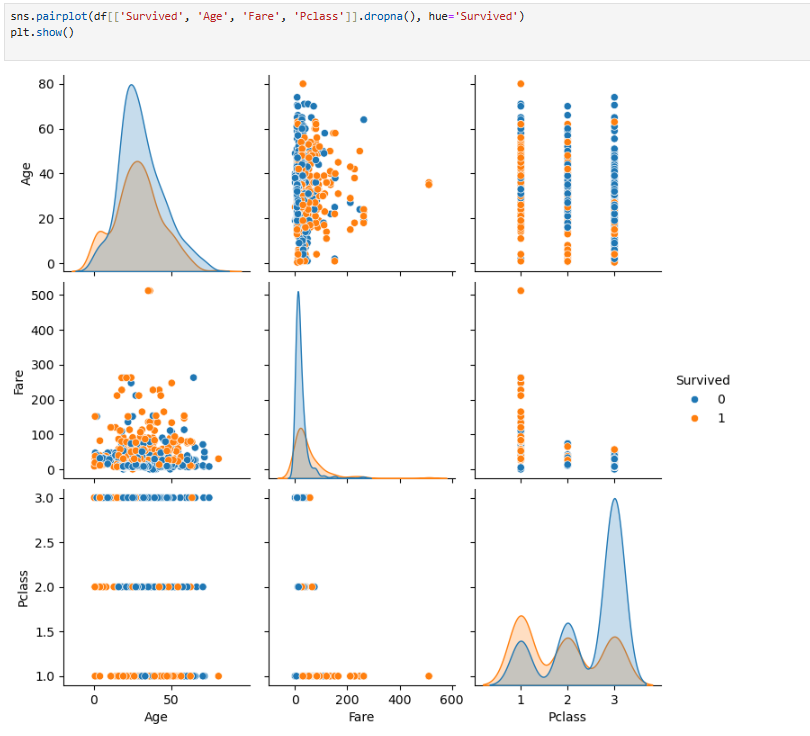 sns.pairplot(df[['Survived', 'Age', 'Fare', 'Pclass']].dropna(), hue='Survived')
plt.show()
80
60
40
20
0
Age
500
400
300
200
100
0
Fare
Survived
0
1
3.0
2.5
2.0
1.5
1.0
Pclass
0 50
Age
0 200 400 600
Fare
1 2 3
Pclass